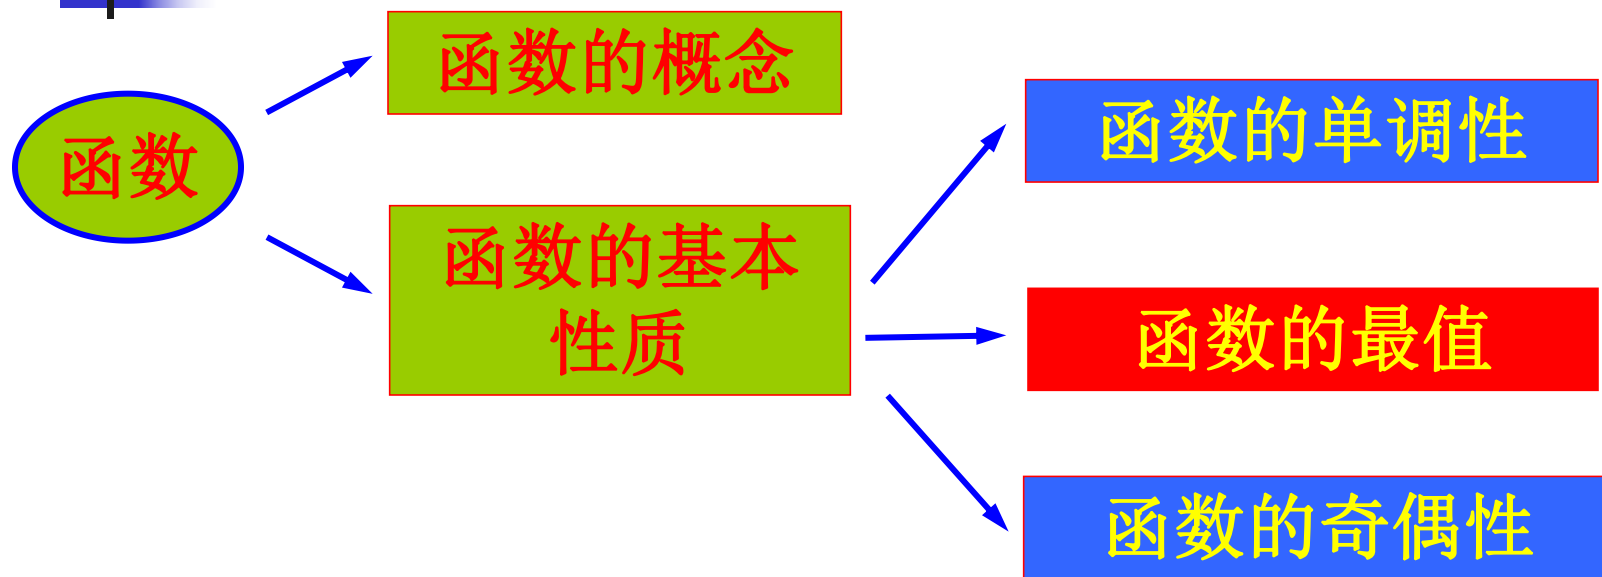 函数
函数的概念
函数的基本
性质
函数的单调性
函数的最值
函数的奇偶性